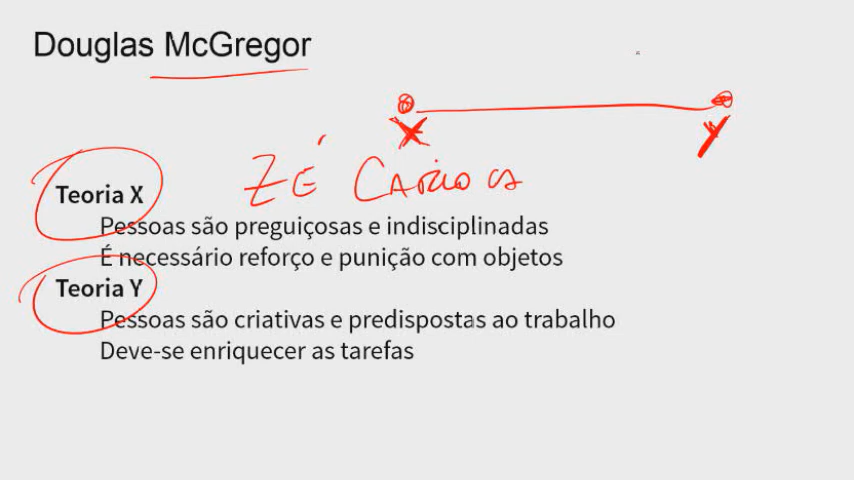 Douglas McGregor
X
Y
ZÉ CARIOCA
Teoria X
Pessoas são preguiçosas e indisciplinadas
É necessário reforço e punição com objetos
Teoria Y
Pessoas são criativas e predispostas ao trabalho
Deve-se enriquecer as tarefas